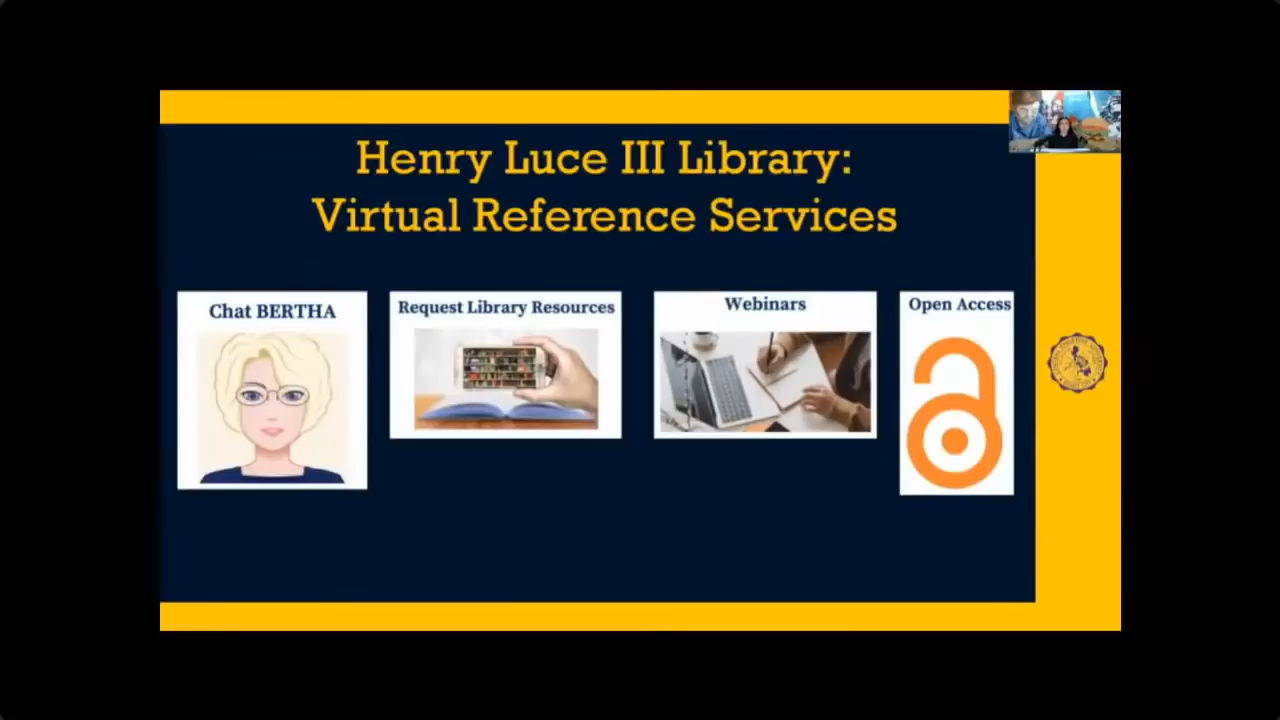 Henry Luce III Library:
Virtual Reference Services
Chat BERTHA
Request Library Resources
Webinars
Open Access